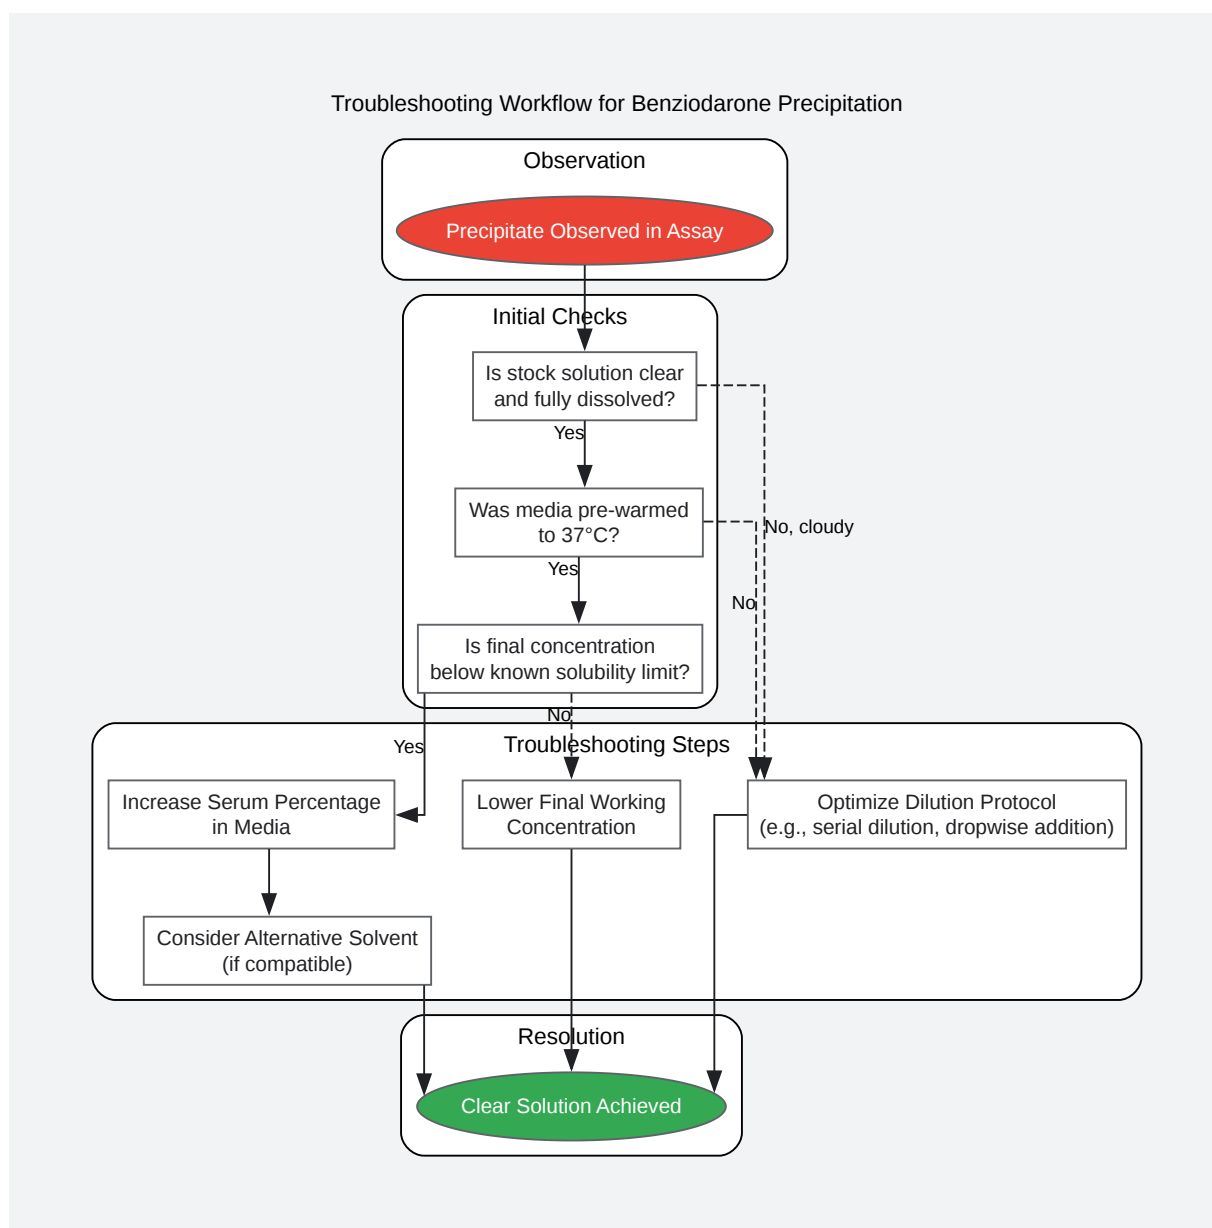 Troubleshooting Workflow for Benziodarone Precipitation
Observation
Precipitate Observed in Assay
Initial Checks
Is stock solution clear
and fully dissolved?
Yes
Was media pre-warmed
to 37°C?
No, cloudy
Yes
No
Is final concentration
below known solubility limit?
No
Yes
Troubleshooting Steps
Increase Serum Percentage
in Media
Lower Final Working
Concentration
Optimize Dilution Protocol
(e.g., serial dilution, dropwise addition)
Consider Alternative Solvent
(if compatible)
Resolution
Clear Solution Achieved